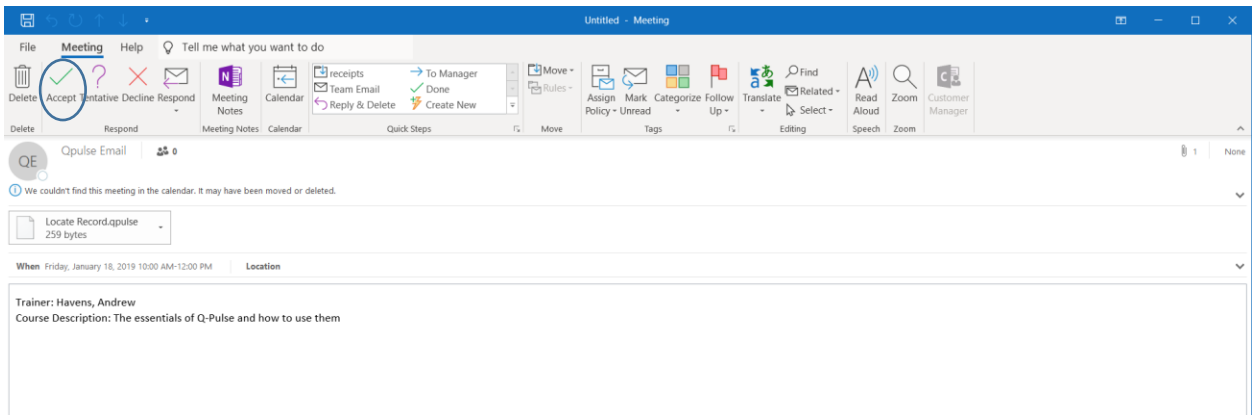 Untitled - Meeting
File Meeting Help Tell me what you want to do
Delete Accept Tentative Decline Respond Meeting Notes Calendar
receipts To Manager
Team Email Done
Reply & Delete Create New
Move
Rules
Assign Policy Mark Unread Categorize Follow Up
Translate
Find
Related
Select
Read Aloud Zoom Customer Manager
Delete Respond Meeting Notes Calendar Quick Steps Move Tags Editing Speech Zoom
QE Qpulse Email 0 1 None
We couldn't find this meeting in the calendar. It may have been moved or deleted.
Locate Record.qpulse
259 bytes
When Friday, January 18, 2019 10:00 AM-12:00 PM Location
Trainer: Havens, Andrew
Course Description: The essentials of Q-Pulse and how to use them